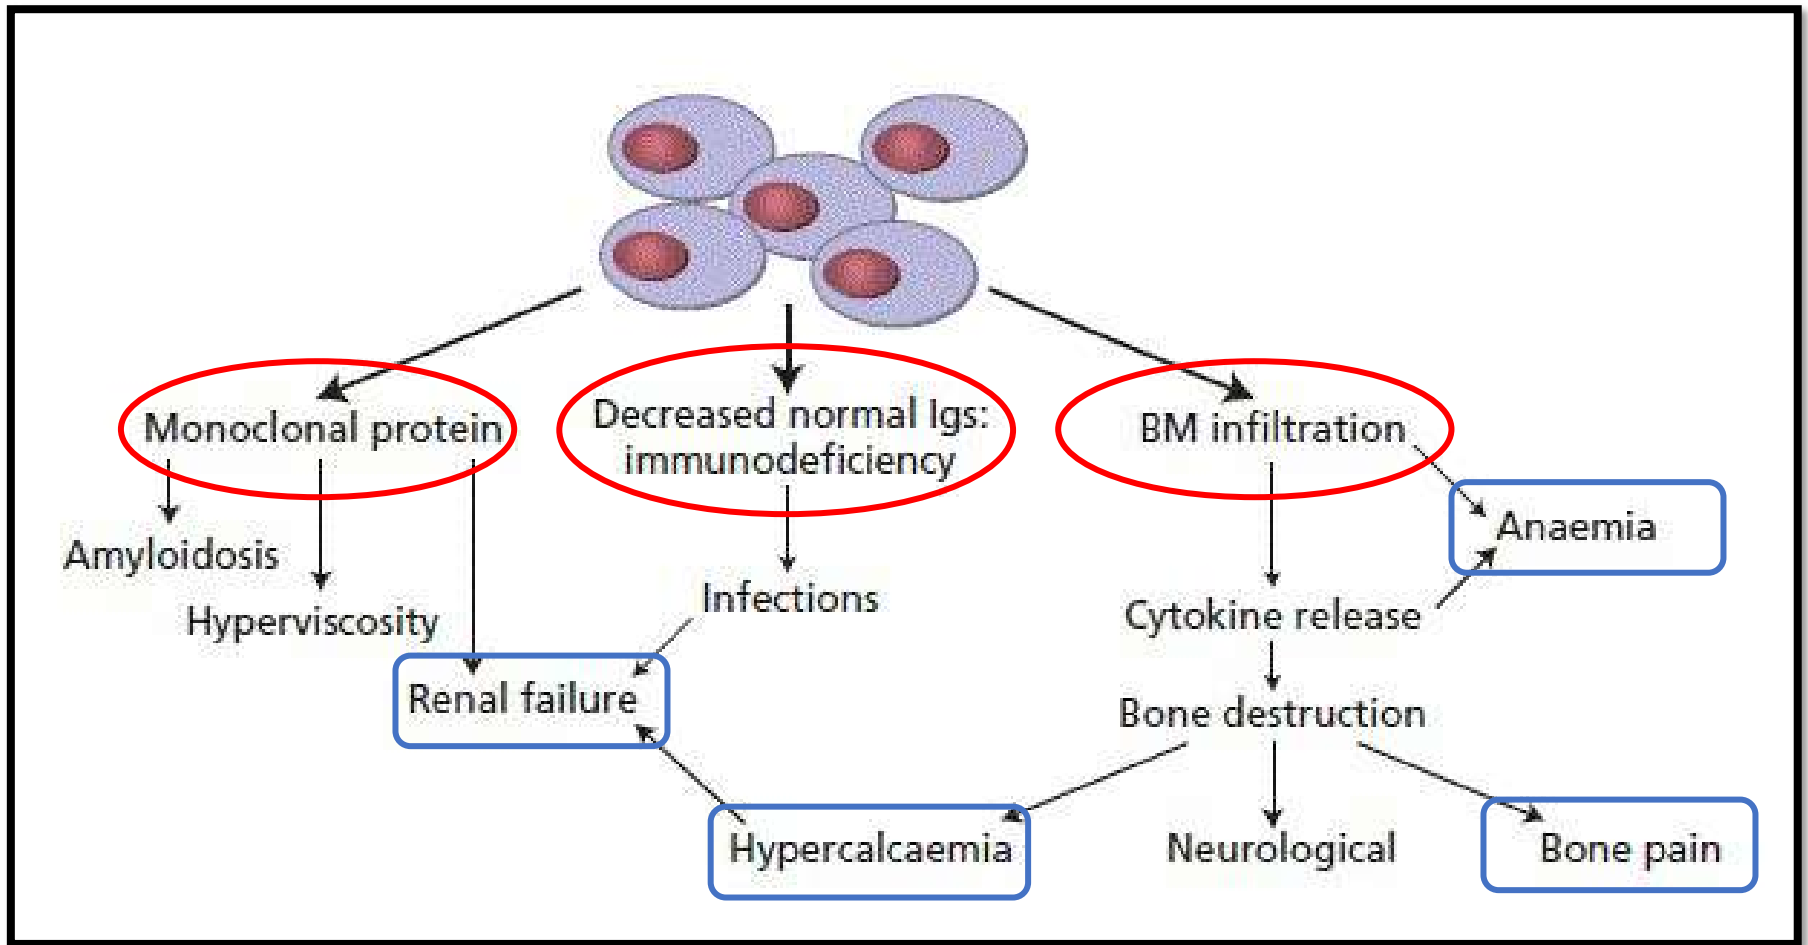 Monoclonal protein
Decreased normal Igs:
immunodeficiency
BM infiltration
Amyloidosis
Hyperviscosity
Renal failure
Infections
Anaemia
Cytokine release
Bone destruction
Hypercalcaemia
Neurological
Bone pain